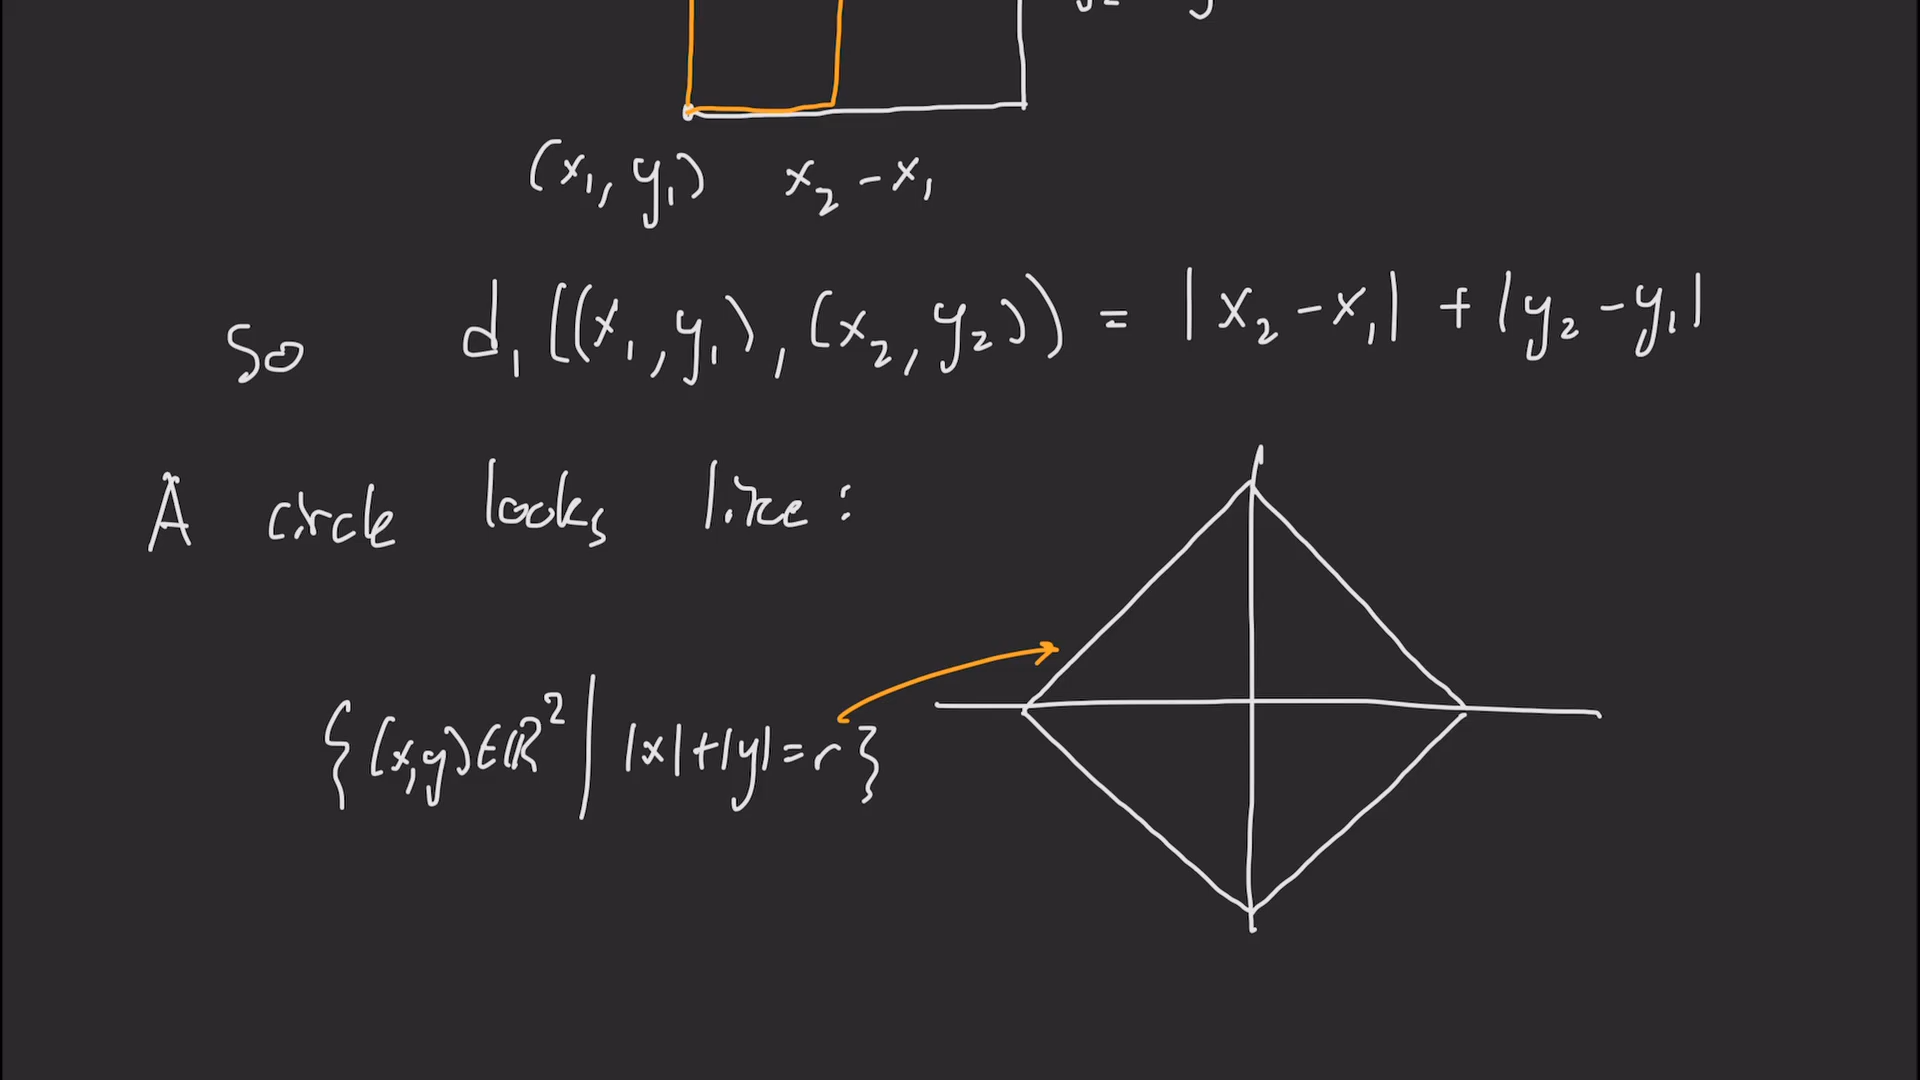 (x₁, y₁) x₂ - x₁
So d₁((x₁, y₁), (x₂, y₂)) = |x₂ - x₁| + |y₂ - y₁|
A circle looks like:
{(x,y)∈ℝ² | |x|+|y|=r}